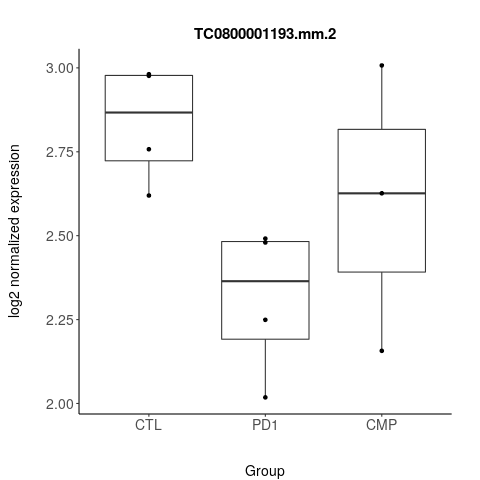 TC0800001193.mm.2
log2 normalized expression
3.00
2.75
2.50
2.25
2.00
CTL PD1 CMP
Group